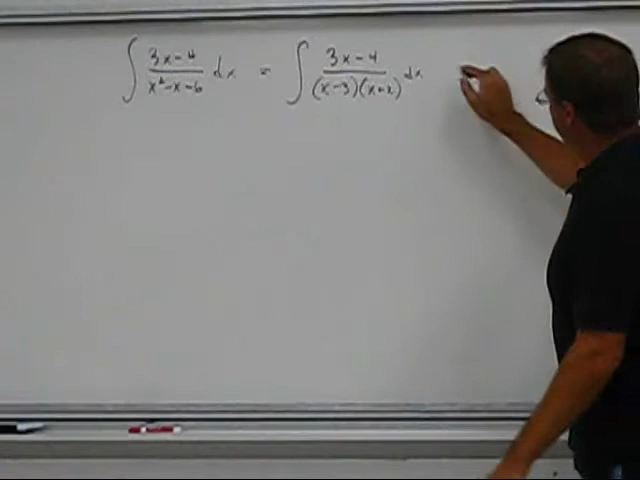 ∫ (3x-4)/(x²-x-6) dx = ∫ (3x-4)/((x-3)(x+2)) dx